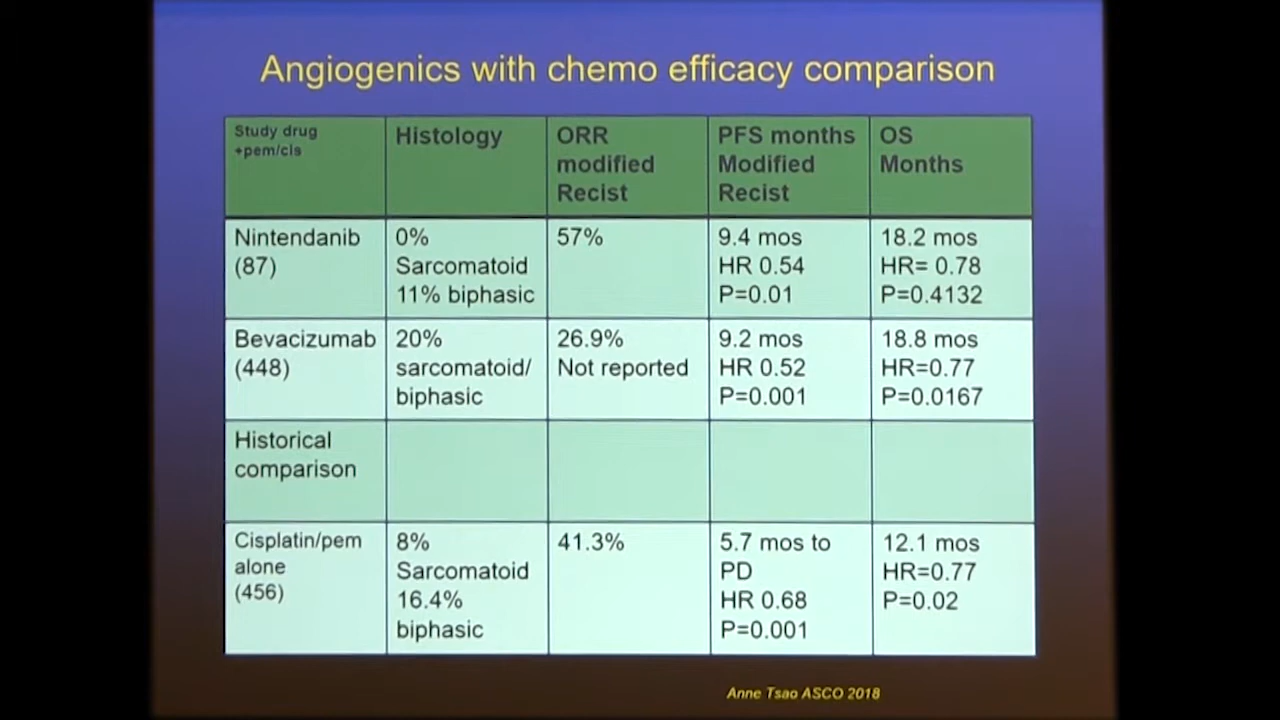 Angiogenics with chemo efficacy comparison
Study drug
+pem/cis
Histology
ORR
modified
Recist
PFS months
Modified
Recist
OS
Months
Nintendanib
(87)
0%
Sarcomatoid
11% biphasic
57%
9.4 mos
HR 0.54
P=0.01
18.2 mos
HR= 0.78
P=0.4132
Bevacizumab
(448)
20%
sarcomatoid/
biphasic
26.9%
Not reported
9.2 mos
HR 0.52
P=0.001
18.8 mos
HR=0.77
P=0.0167
Historical
comparison
Cisplatin/pem
alone
(456)
8%
Sarcomatoid
16.4%
biphasic
41.3%
5.7 mos to
PD
HR 0.68
P=0.001
12.1 mos
HR=0.77
P=0.02
Anne Tsao ASCO 2018